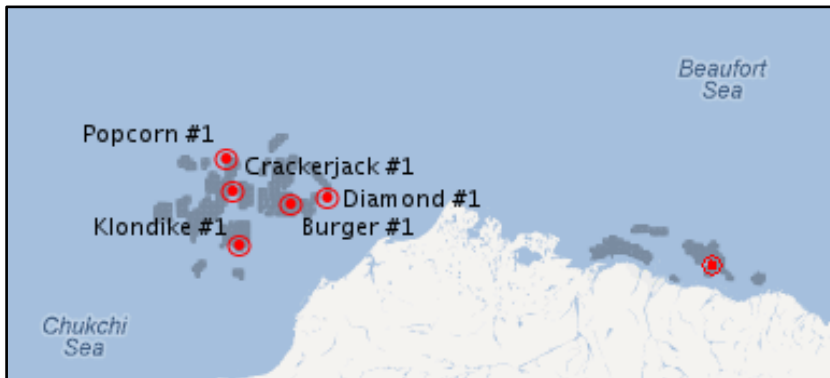 Beaufort
Sea
Popcorn #1
Crackerjack #1
Diamond #1
Klondike #1
Burger #1
Chukchi
Sea